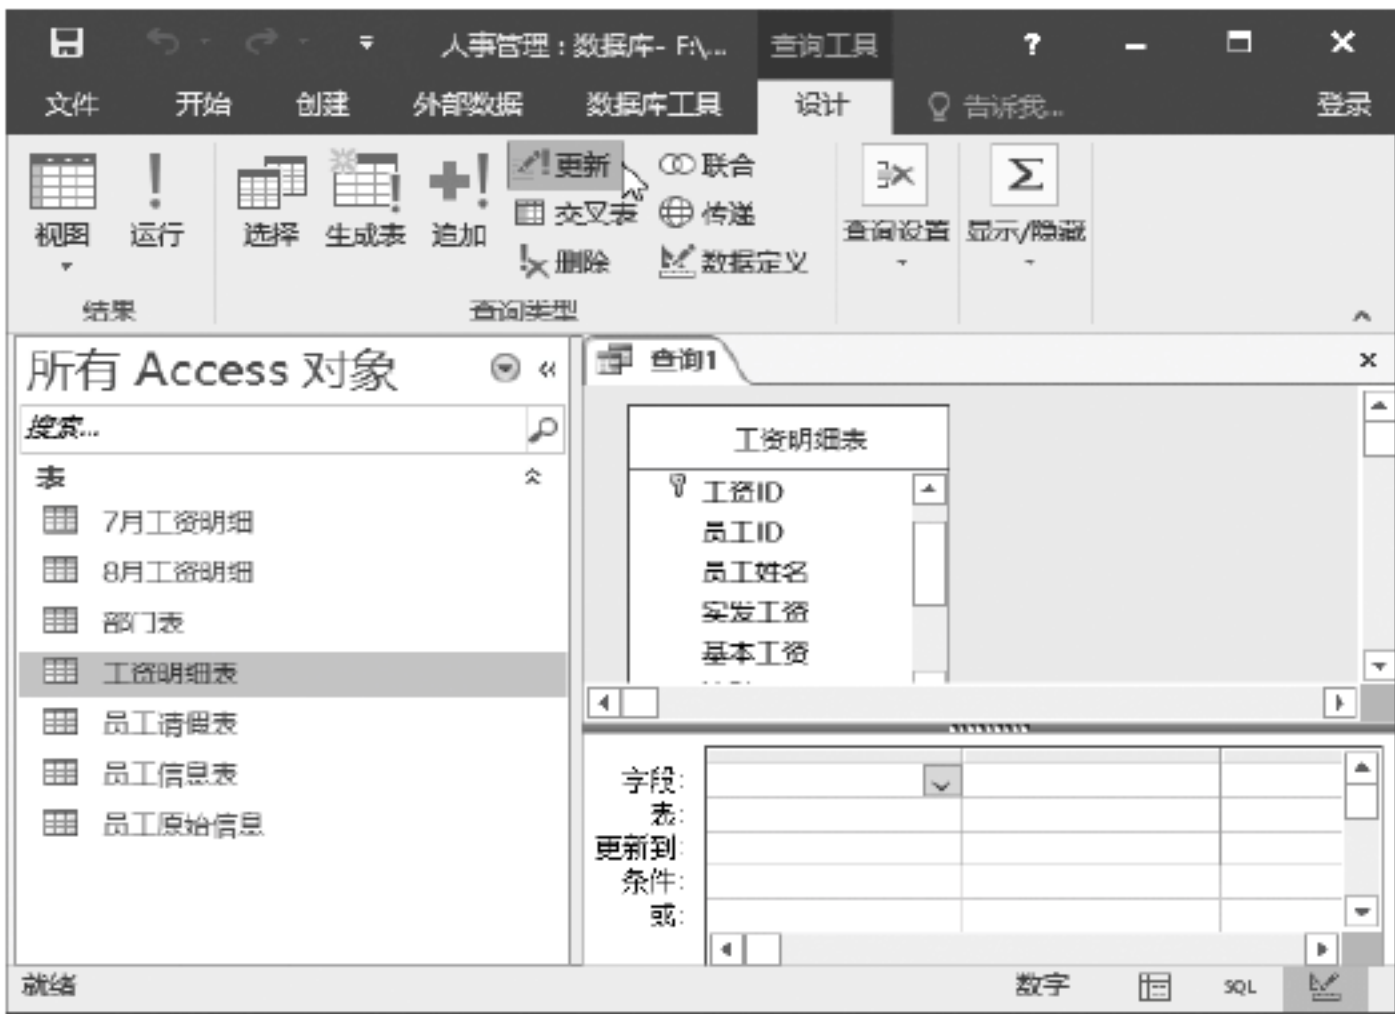 人事管理：数据库- F:\... 查询工具 ?
文件 开始 创建 外部数据 数据库工具 设计 告诉我... 登录
更新 联合
视图 运行 选择 生成表 追加 交叉表 传递 查询设置 显示/隐藏
删除 数据定义
结果 查询类型
所有 Access 对象
搜索...
表
7月工资明细
8月工资明细
部门表
工资明细表
员工请假表
员工信息表
员工原始信息
查询1
工资明细表
工资ID
员工ID
员工姓名
实发工资
基本工资
字段:
表:
更新到:
条件:
或:
就绪 数字 SQL